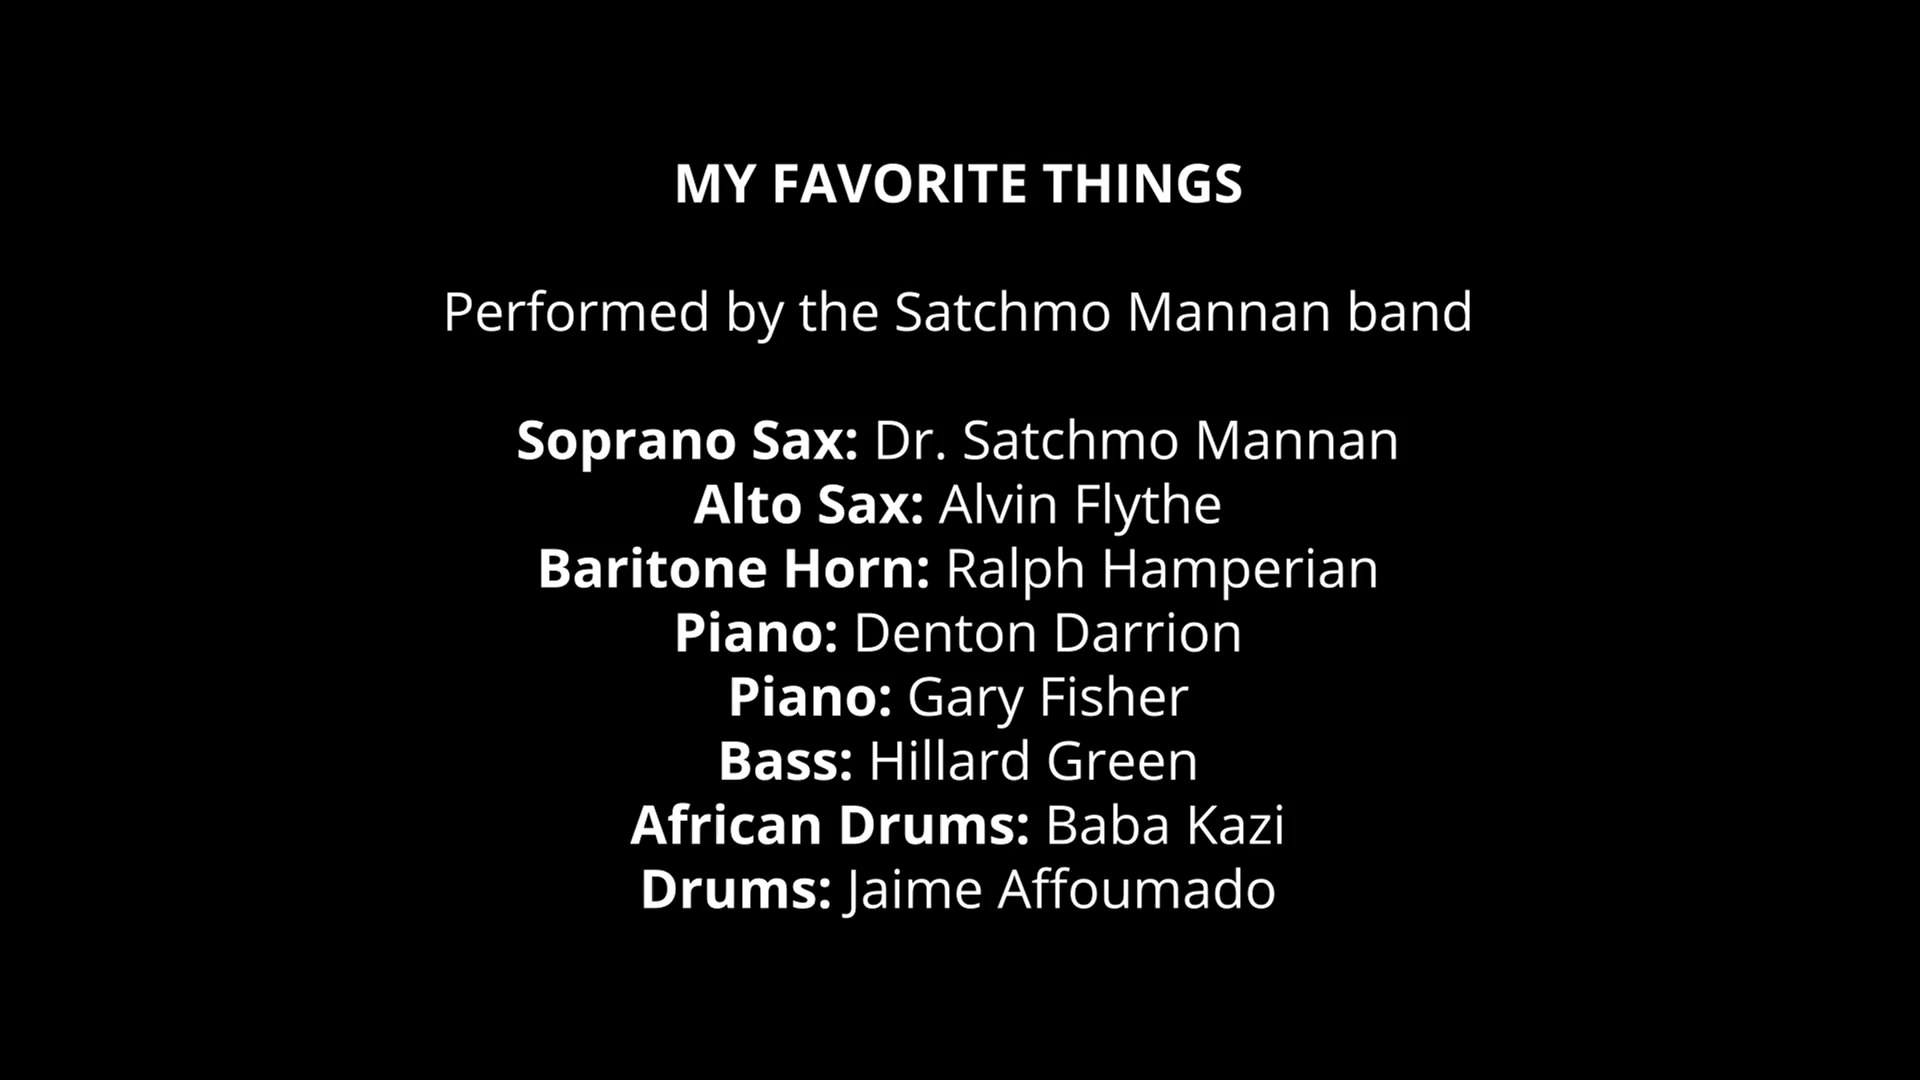 MY FAVORITE THINGS
Performed by the Satchmo Mannan band
Soprano Sax: Dr. Satchmo Mannan
Alto Sax: Alvin Flythe
Baritone Horn: Ralph Hamperian
Piano: Denton Darrion
Piano: Gary Fisher
Bass: Hillard Green
African Drums: Baba Kazi
Drums: Jaime Affoumado